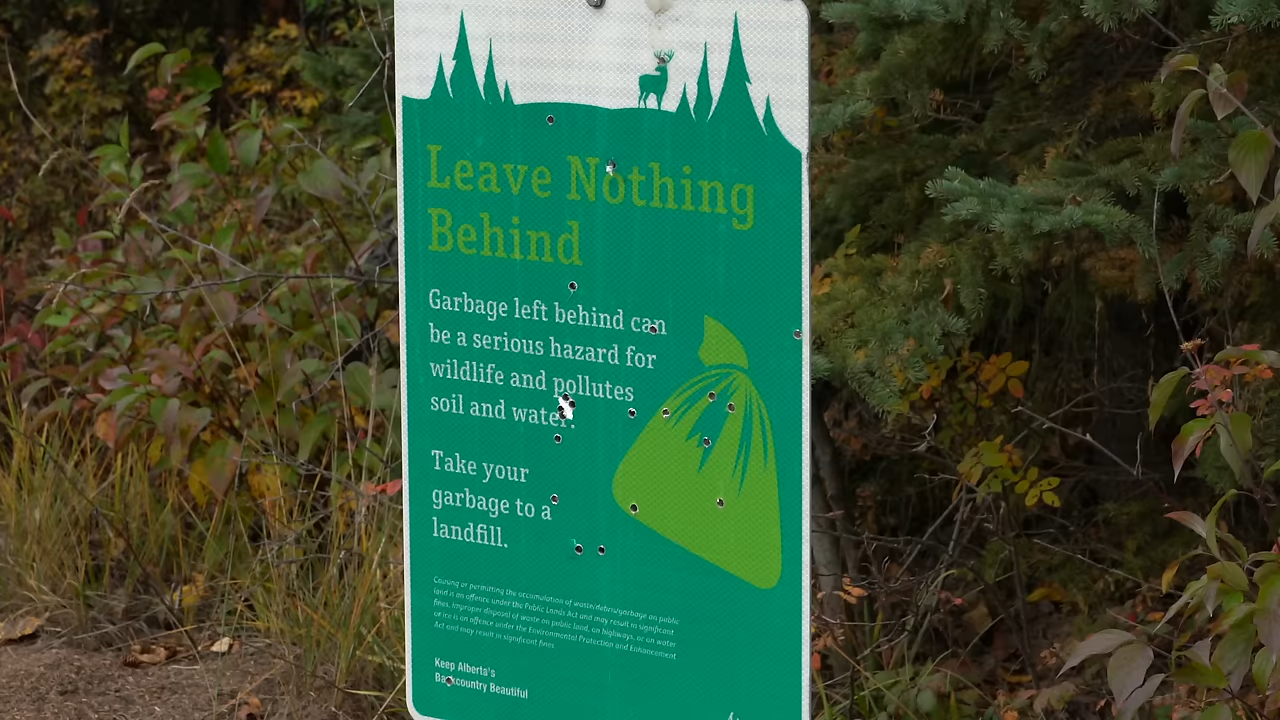 Leave Nothing
Behind
Garbage left behind can
be a serious hazard for
wildlife and pollutes
soil and water.
Take your
garbage to a
landfill.
Causing or permitting the accumulation of waste/debris/garbage on public
land is an offence under the Public Lands Act and may result in significant
fines. Improper disposal of waste on public land, on highways, or on water
or ice is an offence under the Environmental Protection and Enhancement
Act and may result in significant fines.
Keep Alberta's
Backcountry Beautiful